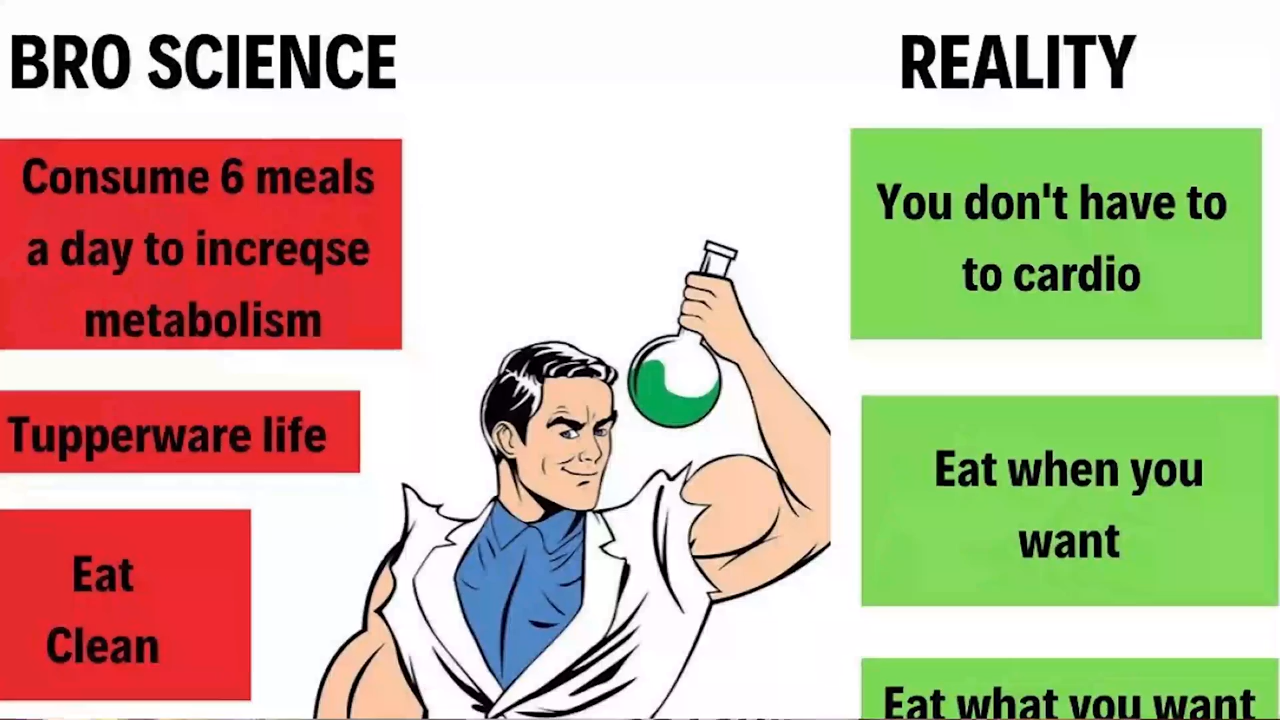 BRO SCIENCE
Consume 6 meals
a day to increqse
metabolism
Tupperware life
Eat
Clean
REALITY
You don't have to
to cardio
Eat when you
want
Eat what you want